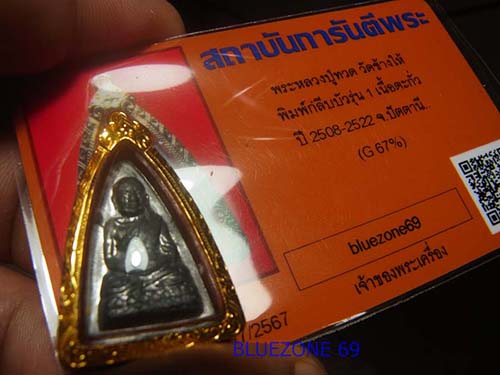 สถาบันการันตีพระ
พระหลวงปู่ทวด วัดช้างให้
พิมพ์กลีบบัวรุ่น 1 เนื้อตะกั่ว
ปี 2508-2522 จ.ปัตตานี..
(G 67%)
bluezone69
เจ้าของพระเครื่อง
/2567
BLUEZONE 69